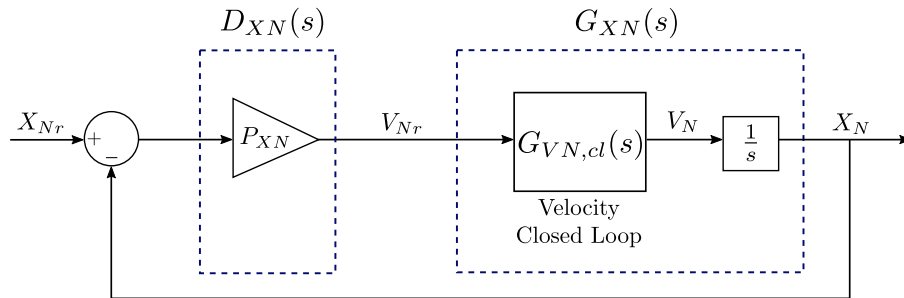 D_{XN}(s)
G_{XN}(s)
X_{Nr}
+
−
P_{XN}
V_{Nr}
G_{VN,cl}(s)
V_N
\frac{1}{s}
X_N
Velocity
Closed Loop